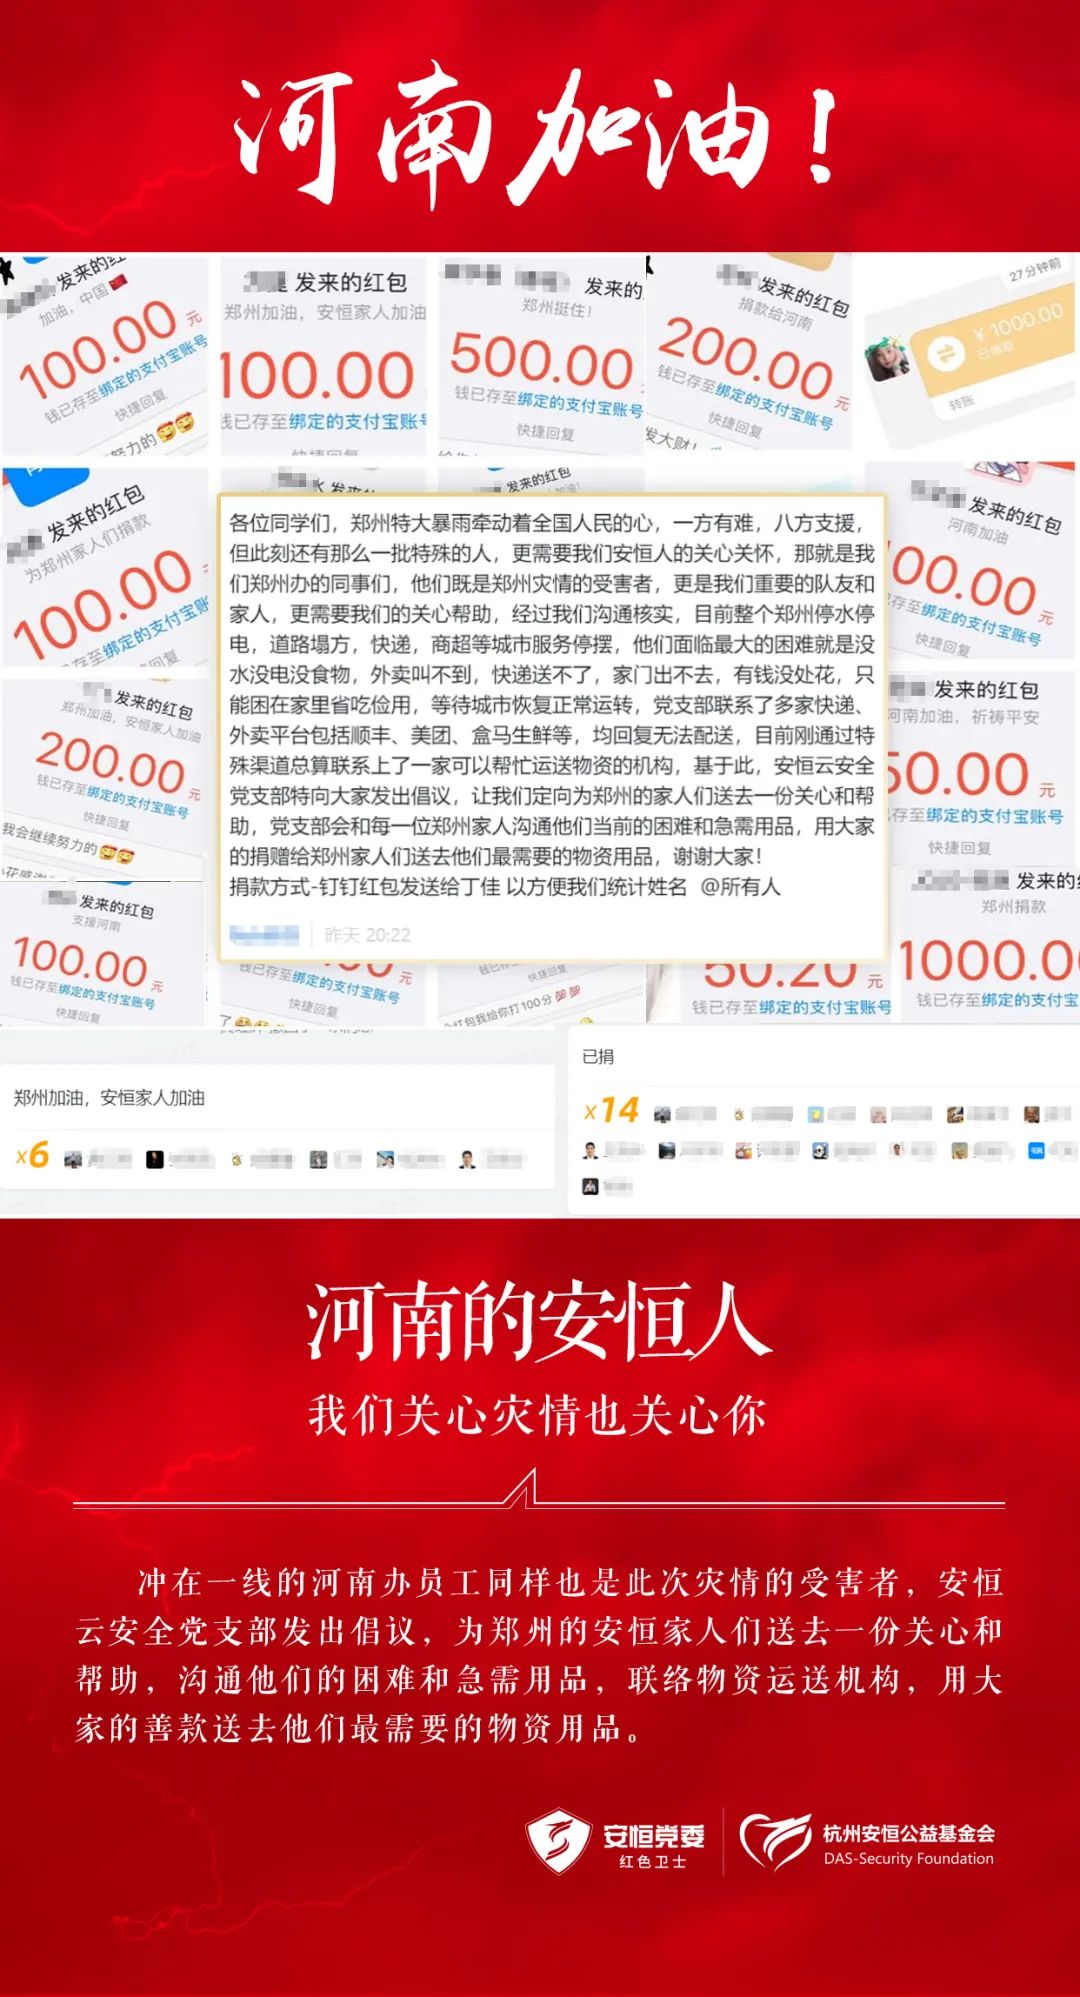 河南加油！
发来的红包
加油，中国
100.00元
钱已存至绑定的支付宝账号
快捷回复
努力的
发来的红包
郑州加油，安恒家人加油
100.00
钱已存至绑定的支付宝账号
快捷回复
发来的
郑州挺住！
500.00
钱已存至绑定的支付宝账号
快捷回复
发来的红包
捐款给河南
200.00元
钱已存至绑定的支付宝账号
快捷回复
发大财！
27分钟前
￥1000.00
转账
发来的红包
为郑州家人们捐款
100.00
钱已存至绑定的支付宝账
发来的红包
发来的红包
河南加油
00.00元
存至绑定的支付宝账号
快捷回复
各位同学们，郑州特大暴雨牵动着全国人民的心，一方有难，八方支援，
但此刻还有那么一批特殊的人，更需要我们安恒人的关心关怀，那就是我
们郑州办的同事们，他们既是郑州灾情的受害者，更是我们重要的队友和
家人，更需要我们的关心帮助，经过我们沟通核实，目前整个郑州停水停
电，道路塌方，快递，商超等城市服务停摆，他们面临最大的困难就是没
水没电没食物，外卖叫不到，快递送不了，家门出不去，有钱没处花，只
能困在家里省吃俭用，等待城市恢复正常运转，党支部联系了多家快递、
外卖平台包括顺丰、美团、盒马生鲜等，均回复无法配送，目前刚通过特
殊渠道总算联系上了一家可以帮忙运送物资的机构，基于此，安恒云安全
党支部特向大家发出倡议，让我们定向为郑州的家人们送去一份关心和帮
助，党支部会和每一位郑州家人沟通他们当前的困难和急需用品，用大家
的捐赠给郑州家人们送去他们最需要的物资用品，谢谢大家！
捐款方式-钉钉红包发送给丁佳 以方便我们统计姓名 @所有人
昨天 20:22
发来的红包
郑州加油，安恒家人加油
200.00元
钱已存至绑定的支付宝账号
快捷回复
我会继续努力的
发来的红包
河南加油，祈祷平安
50.00元
存至绑定的支付宝账号
快捷回复
发来的红包
支援河南
100.00元
钱已存至绑定的支付宝账号
快捷回复
元
钱已存至绑定的支付宝账号
快捷回复
钱已存至绑定的支付宝账号
快捷回复
红包我给你打100分
50.20元
钱已存至绑定的支付宝账号
发来的红
郑州捐款
1000.0
钱已存至绑定的支付宝
郑州加油，安恒家人加油
x6
已捐
x14
河南的安恒人
我们关心灾情也关心你
冲在一线的河南办员工同样也是此次灾情的受害者，安恒
云安全党支部发出倡议，为郑州的安恒家人们送去一份关心和
帮助，沟通他们的困难和急需用品，联络物资运送机构，用大
家的善款送去他们最需要的物资用品。
安恒党委
红色卫士
杭州安恒公益基金会
DAS-Security Foundation